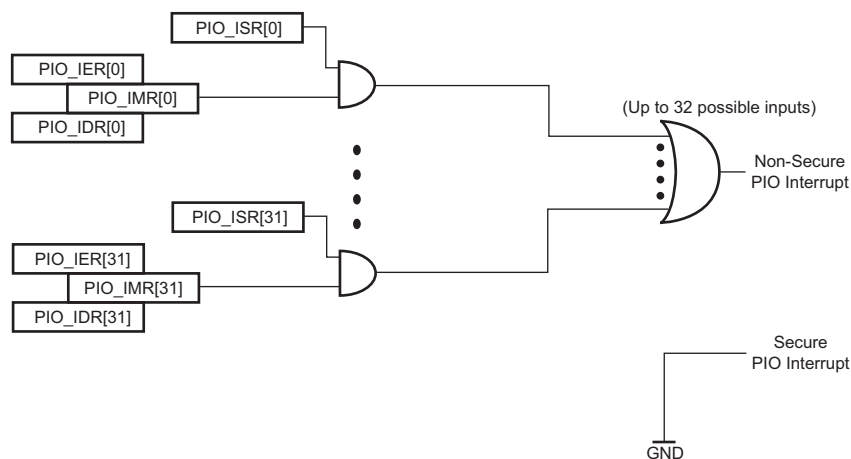 PIO_ISR[0]
PIO_IER[0]
PIO_IMR[0]
PIO_IDR[0]
(Up to 32 possible inputs)
Non-Secure
PIO Interrupt
PIO_ISR[31]
PIO_IER[31]
PIO_IMR[31]
PIO_IDR[31]
Secure
PIO Interrupt
GND